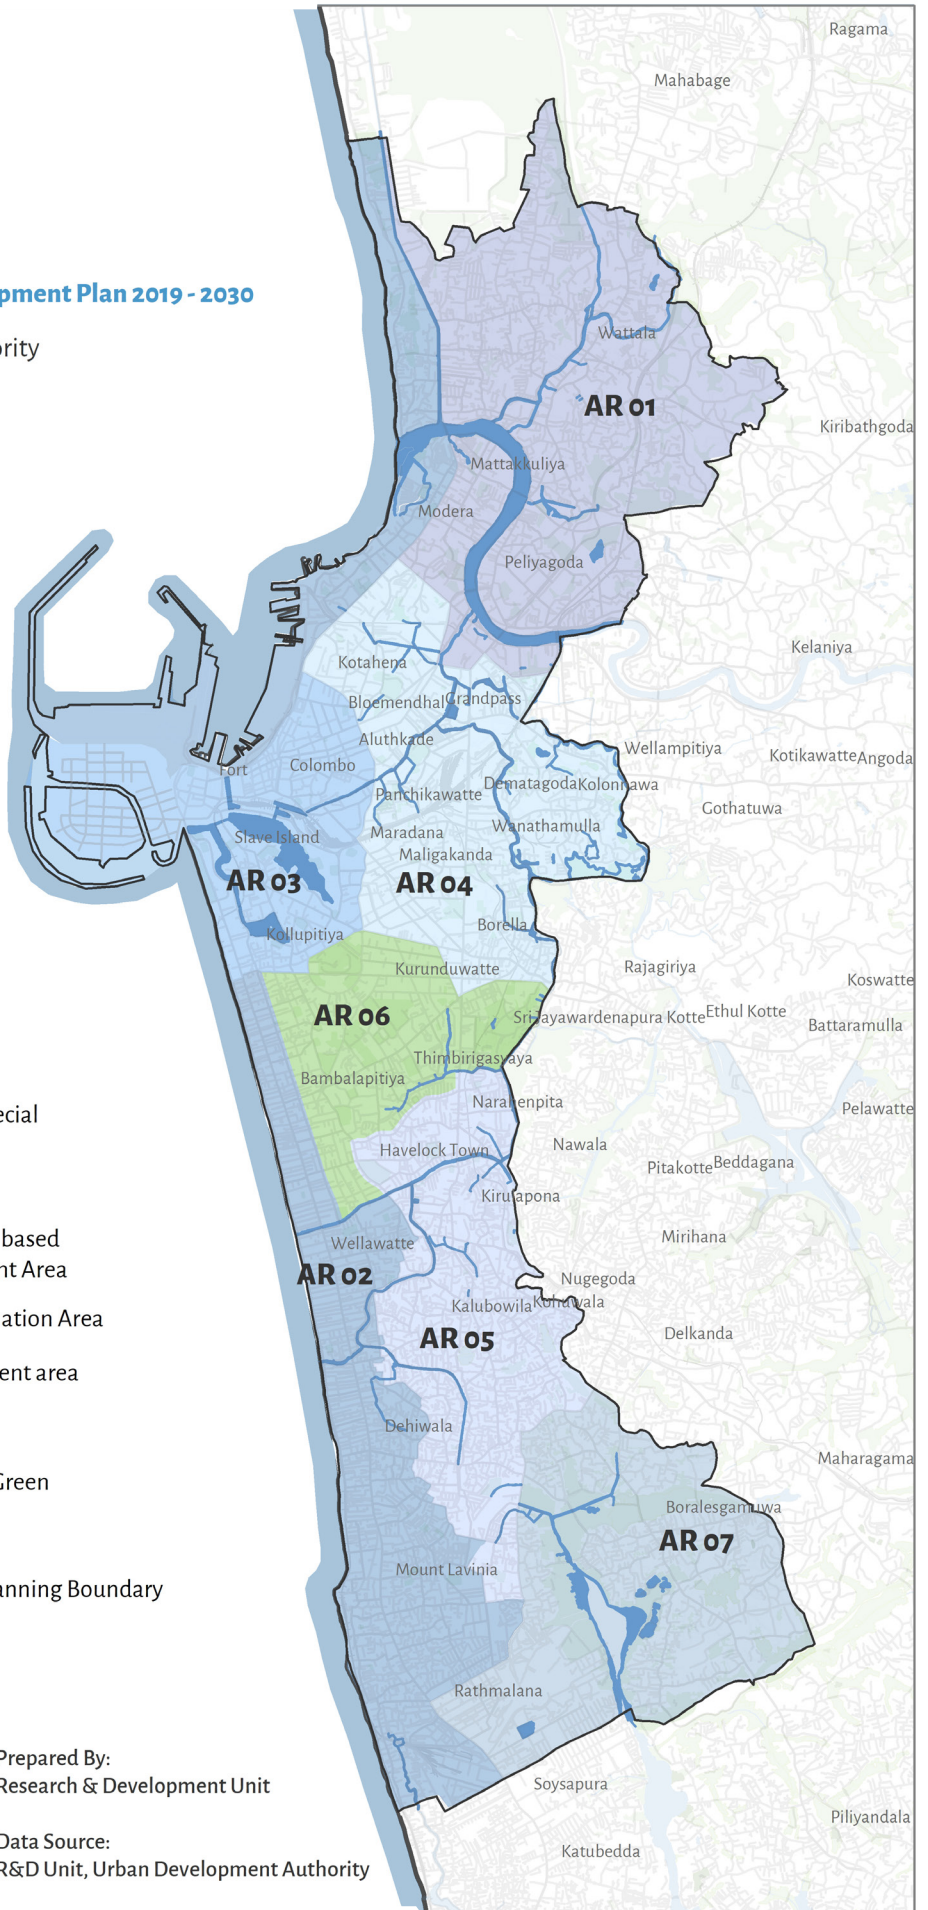 Ragama
Mahabage
pment Plan 2019 - 2030
Wattala
ority
AR 01
Kiribathgoda
Mattakkuliya
Modera
Peliyagoda
Kelaniya
Kotahena
Bloemendhal
Grandpass
Aluthkade
Wellampitiya
Kotikawatte
Angoda
Fort
Colombo
Dematagoda
Kolonnawa
Panchikawatte
Gothatuwa
Wanathamulla
Slave Island
Maradana
Maligakanda
AR 03
AR 04
Borella
Kollupitiya
Kurunduwatte
Rajagiriya
Koswatte
AR 06
Sri Jayawardenapura Kotte
Ethul Kotte
Battaramulla
Thimbirigasyaya
Bambalapitiya
Narahenpita
ecial
Pelawatte
Havelock Town
Nawala
Pitakotte
Beddagana
Kirulapona
based
Wellawatte
Mirihana
nt Area
AR 02
Nugegoda
Kalubowila
Kohuwala
ation Area
AR 05
Delkanda
ent area
Dehiwala
Maharagama
Green
Boralesgamuwa
AR 07
Mount Lavinia
anning Boundary
Rathmalana
Prepared By:
Research & Development Unit
Soysapura
Piliyandala
Data Source:
Katubedda
R&D Unit, Urban Development Authority